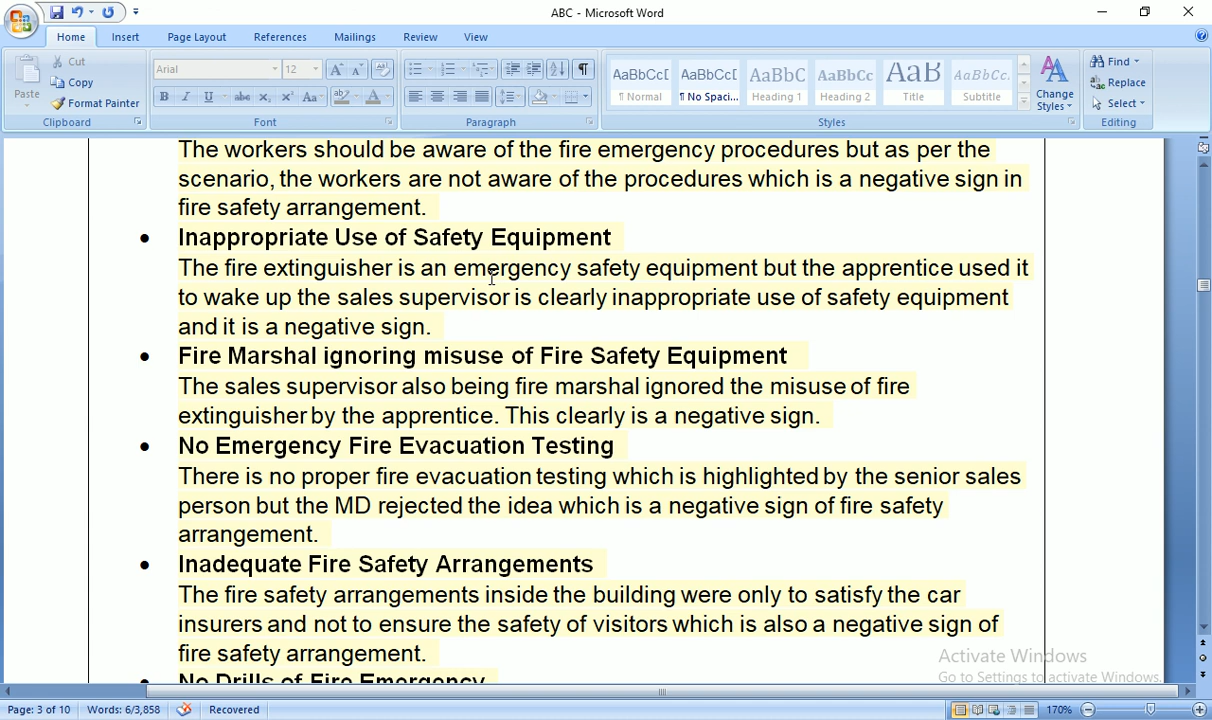 ABC - Microsoft Word
Home Insert Page Layout References Mailings Review View
Paste
Cut
Copy
Format Painter
Clipboard
Arial 12
Font
Paragraph
AaBbCcI AaBbCcI AaBbC AaBbCc AaB AaBbCc.
¶ Normal ¶ No Spaci... Heading 1 Heading 2 Title Subtitle
Change Styles
Styles
Find
Replace
Select
Editing
The workers should be aware of the fire emergency procedures but as per the
scenario, the workers are not aware of the procedures which is a negative sign in
fire safety arrangement.
• Inappropriate Use of Safety Equipment
The fire extinguisher is an emergency safety equipment but the apprentice used it
to wake up the sales supervisor is clearly inappropriate use of safety equipment
and it is a negative sign.
• Fire Marshal ignoring misuse of Fire Safety Equipment
The sales supervisor also being fire marshal ignored the misuse of fire
extinguisher by the apprentice. This clearly is a negative sign.
• No Emergency Fire Evacuation Testing
There is no proper fire evacuation testing which is highlighted by the senior sales
person but the MD rejected the idea which is a negative sign of fire safety
arrangement.
• Inadequate Fire Safety Arrangements
The fire safety arrangements inside the building were only to satisfy the car
insurers and not to ensure the safety of visitors which is also a negative sign of
fire safety arrangement.
• No Drills of Fire Emergency
Activate Windows
Go to Settings to activate Windows.
Page: 3 of 10 Words: 6/3,858 Recovered 170%